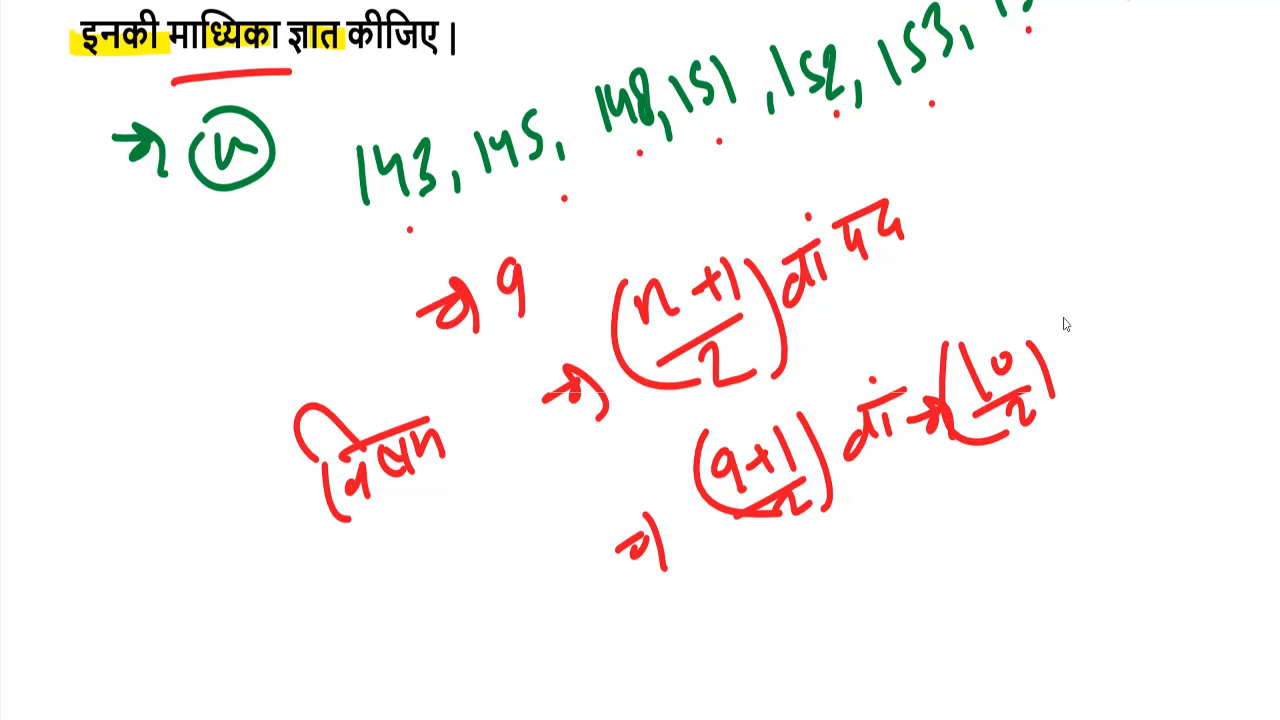 इनकी माध्यिका ज्ञात कीजिए |
→ (n) 143, 145, 148, 151, 152, 153,
→ 9
→ (n+1/2) वां पद
विषम
→ (9+1/2) वां → (10/2)